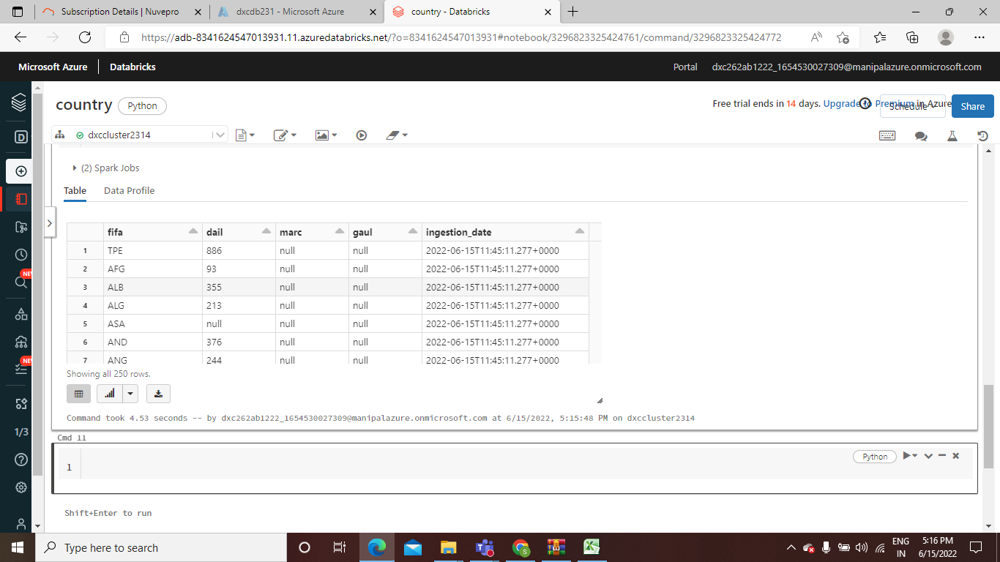 Subscription Details | Nuvepro
dxcdb231 - Microsoft Azure
country - Databricks
https://adb-8341624547013931.11.azuredatabricks.net/?o=8341624547013931#notebook/3296823325424761/command/3296823325424772
Microsoft Azure
Databricks
Portal
dxc262ab1222_1654530027309@manipalazure.onmicrosoft.com
country
Python
Free trial ends in 14 days. Upgrade to Premium in Azure
Schedule
Share
dxccluster2314
(2) Spark Jobs
Table
Data Profile
fifa dail marc gaul ingestion_date
1 TPE 886 null null 2022-06-15T11:45:11.277+0000
2 AFG 93 null null 2022-06-15T11:45:11.277+0000
3 ALB 355 null null 2022-06-15T11:45:11.277+0000
4 ALG 213 null null 2022-06-15T11:45:11.277+0000
5 ASA null null null 2022-06-15T11:45:11.277+0000
6 AND 376 null null 2022-06-15T11:45:11.277+0000
7 ANG 244 null null 2022-06-15T11:45:11.277+0000
Showing all 250 rows.
Command took 4.53 seconds -- by dxc262ab1222_1654530027309@manipalazure.onmicrosoft.com at 6/15/2022, 5:15:48 PM on dxccluster2314
Cmd 11
1
Python
Shift+Enter to run
D
NEW
NEW
1/3
Type here to search
ENG
IN
5:16 PM
6/15/2022